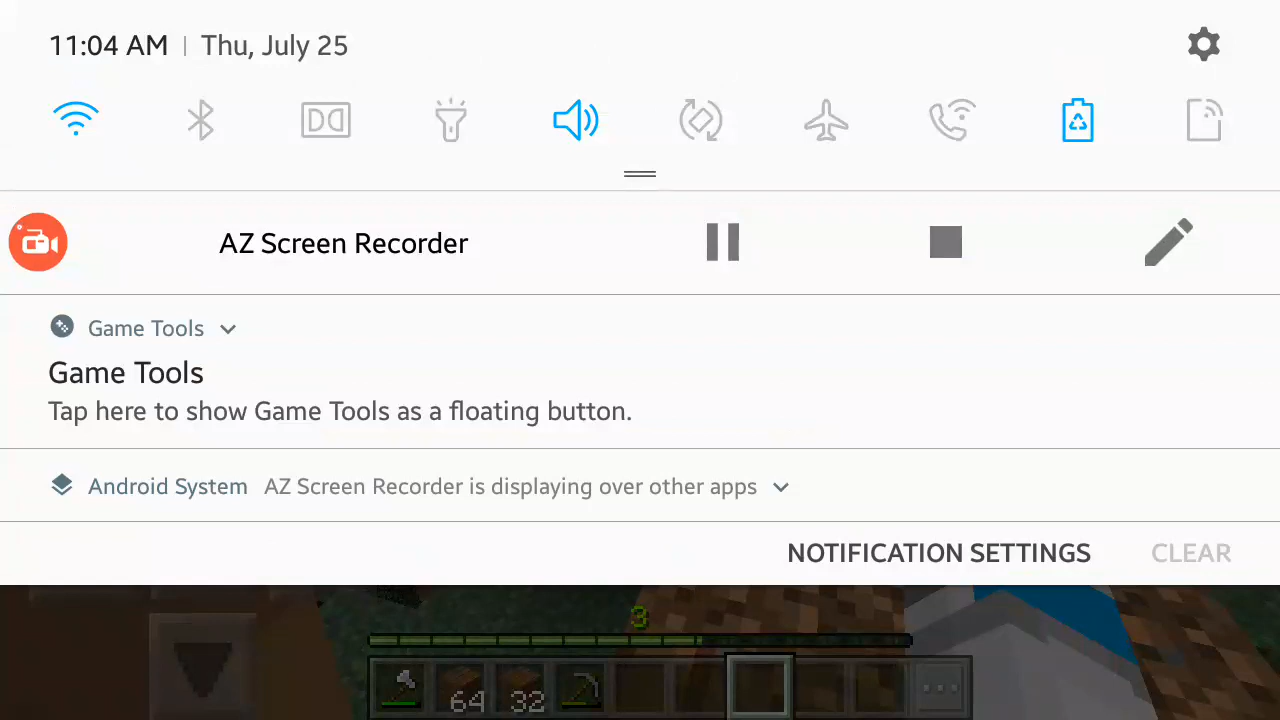 11:04 AM | Thu, July 25
AZ Screen Recorder
Game Tools
Game Tools
Tap here to show Game Tools as a floating button.
Android System AZ Screen Recorder is displaying over other apps
NOTIFICATION SETTINGS CLEAR
3
64 32